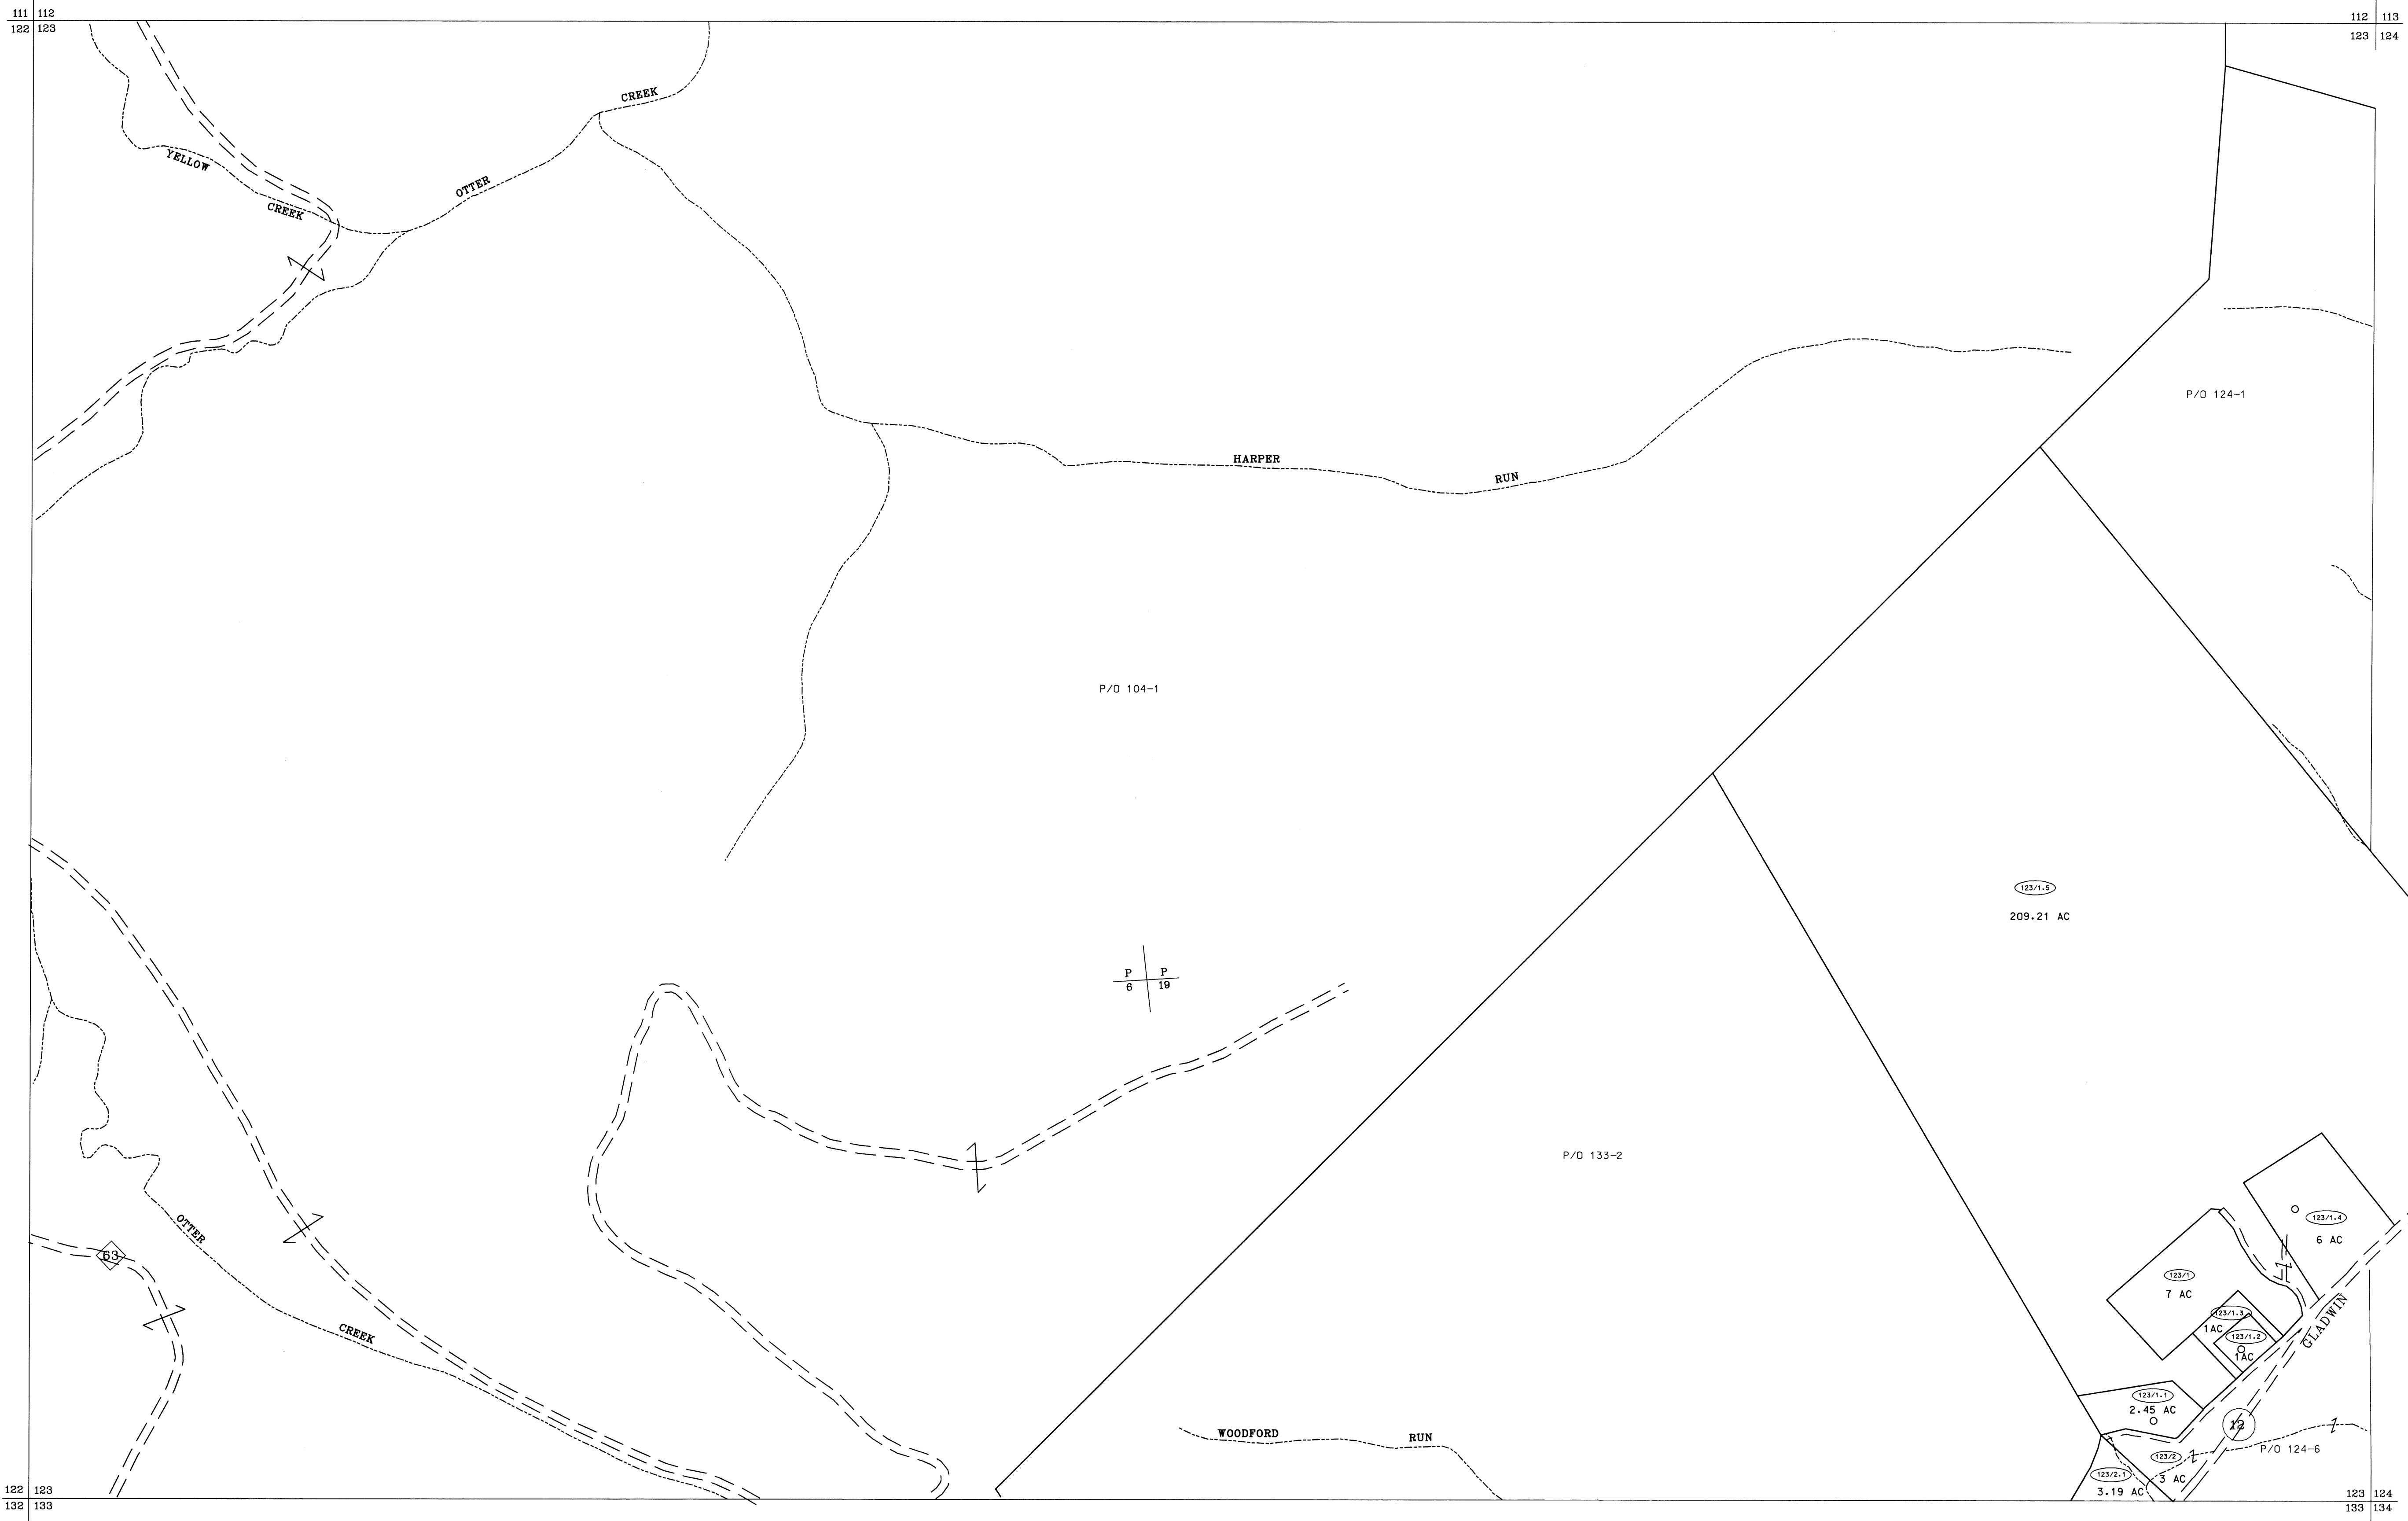 111 112
122 123
112 113
123 124
CREEK
YELLOW
CREEK
OTTER
P/O 124-1
HARPER
RUN
P/O 104-1
123/1.5
209.21 AC
P P
6 19
P/O 133-2
123/1.4
6 AC
OTTER
63
CREEK
123/1
7 AC
123/1.3
1AC
123/1.2
1AC
GLADWIN
123/1.1
2.45 AC
WOODFORD RUN
P/O 124-6
123/2
3 AC
123/2.1
3.19 AC
122 123
132 133
123 124
133 134